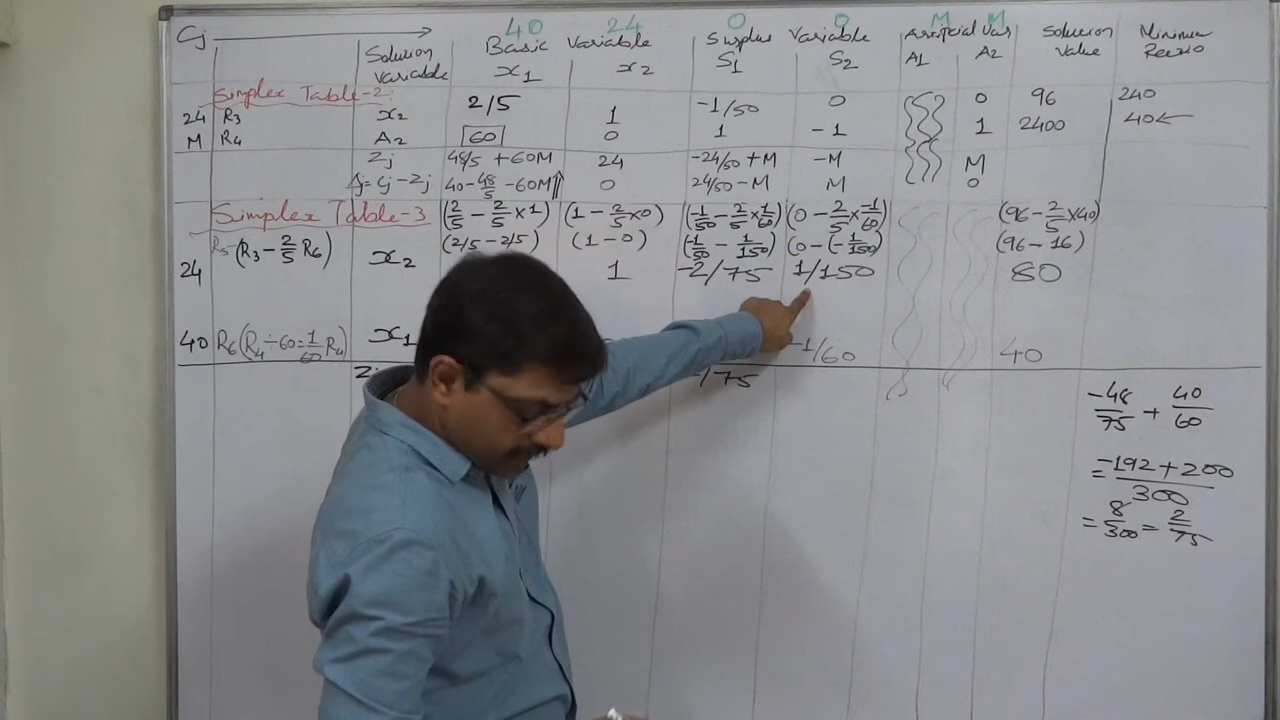 40 24 0 0 M M
Cj Basic Variable Surplus Variable Artificial Var Solution Minimum
Solution Value Ratio
Variable x1 x2 S1 S2 A1 A2
Simplex Table-2:
24 R3 x2 2/5 1 -1/50 0 0 96 240
M R4 A2 60 0 1 -1 1 2400 40←
Zj 48/5 + 60M 24 -24/50 + M -M M
Δj = Cj - Zj 40 - 48/5 - 60M 0 24/50 - M M 0
Simplex Table-3 (2/5 - 2/5 × 1) (1 - 2/5 × 0) (-1/50 - 2/5 × 1/60) (0 - 2/5 × -1/60) (96 - 2/5 × 40)
R5 (R3 - 2/5 R6) (2/5 - 2/5) (1 - 0) (-1/50 - 1/150) (0 - (-1/150)) (96 - 16)
24 x2 1 -2/75 1/150 80
40 R6 (R4 ÷ 60 = 1/60 R4) x1 -1/60 40
/75
-48/75 + 40/60
= -192 + 200/300
= 8/300 = 2/75